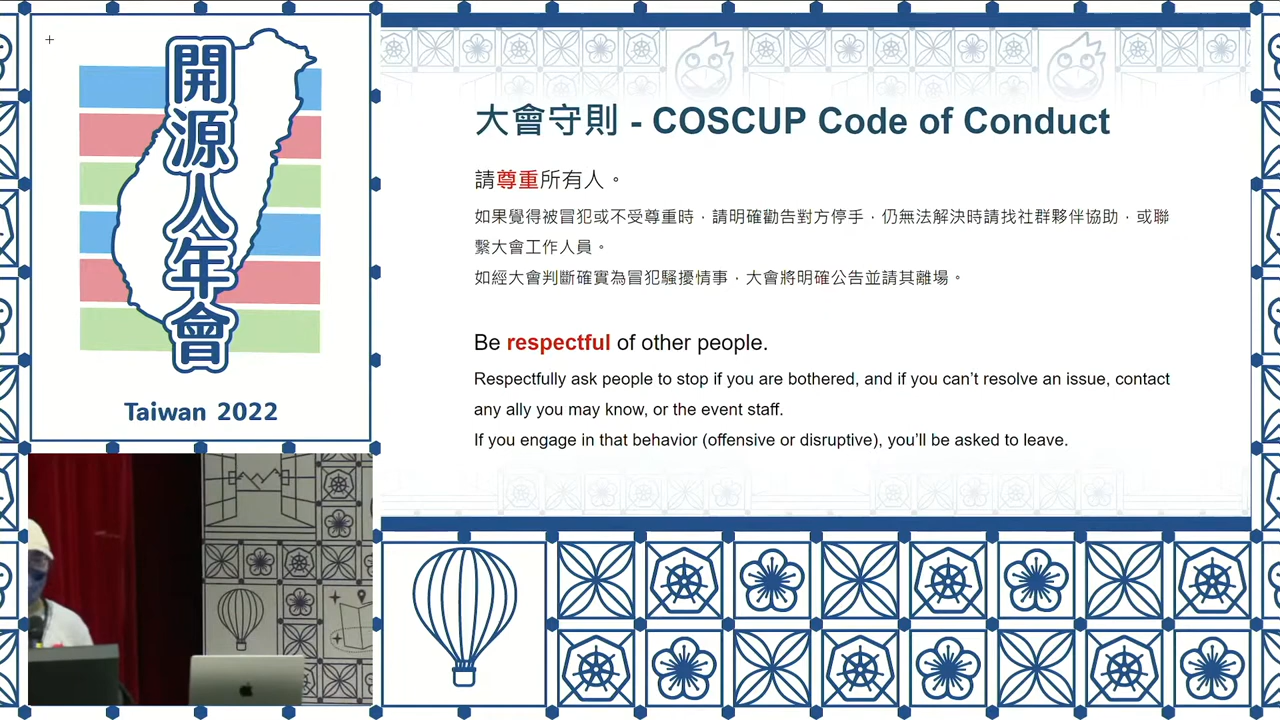 開源人年會
Taiwan 2022
大會守則 - COSCUP Code of Conduct
請尊重所有人。
如果覺得被冒犯或不受尊重時，請明確勸告對方停手，仍無法解決時請找社群夥伴協助，或聯
繫大會工作人員。
如經大會判斷確實為冒犯騷擾情事，大會將明確公告並請其離場。
Be respectful of other people.
Respectfully ask people to stop if you are bothered, and if you can’t resolve an issue, contact
any ally you may know, or the event staff.
If you engage in that behavior (offensive or disruptive), you’ll be asked to leave.